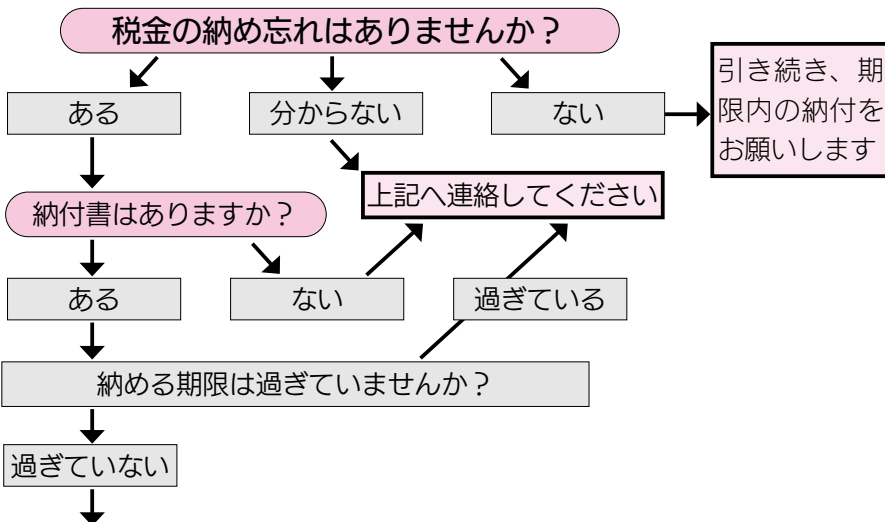 税金の納め忘れはありませんか？
ある
分からない
ない
引き続き、期
限内の納付を
お願いします
上記へ連絡してください
納付書はありますか？
ある
ない
過ぎている
納める期限は過ぎていませんか？
過ぎていない